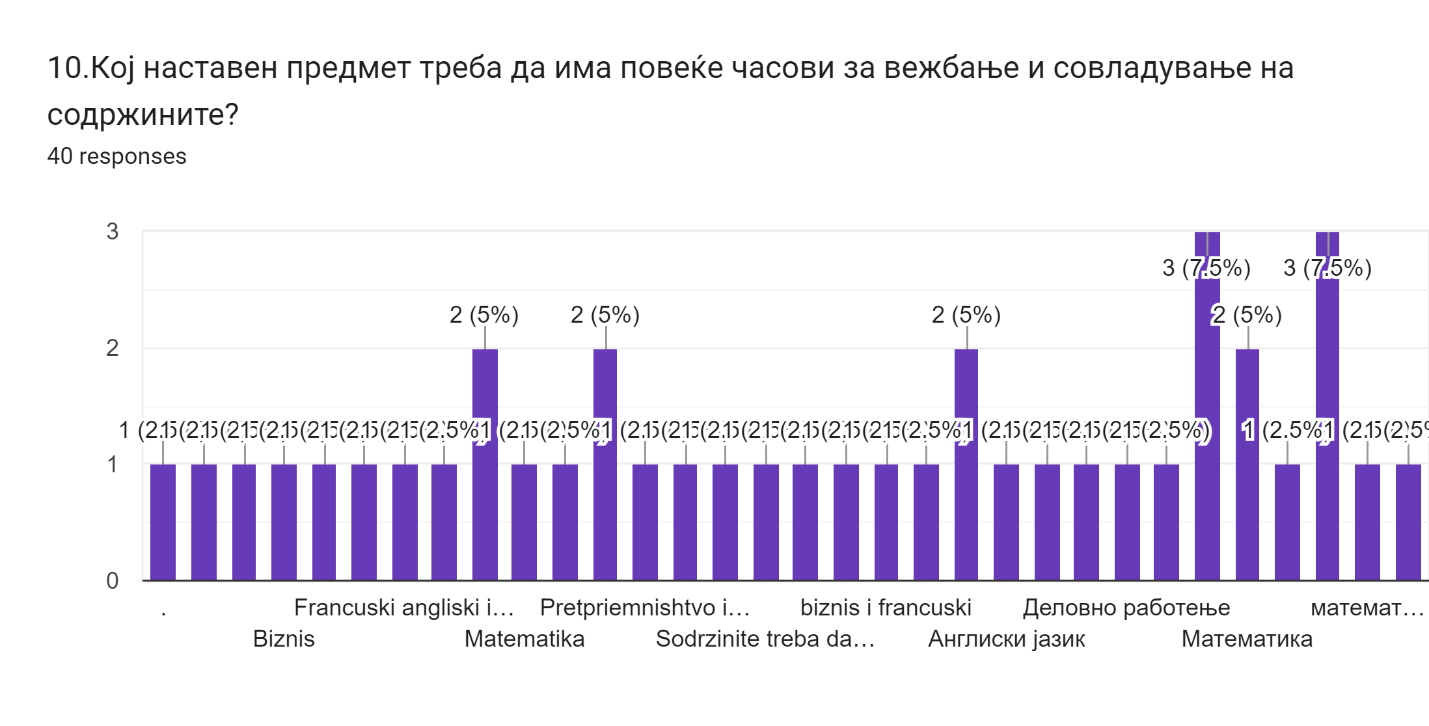 10.Кој наставен предмет треба да има повеќе часови за вежбање и совладување на
содржините?
40 responses
3
3 (7.5%) 3 (7.5%)
2 (5%) 2 (5%) 2 (5%) 2 (5%)
2
1 (2.5%)
1
0
. Francuski angliski i… Pretpriemnishtvo i… biznis i francuski Деловно работење математ…
Biznis Matematika Sodrzinite treba da… Англиски јазик Математика